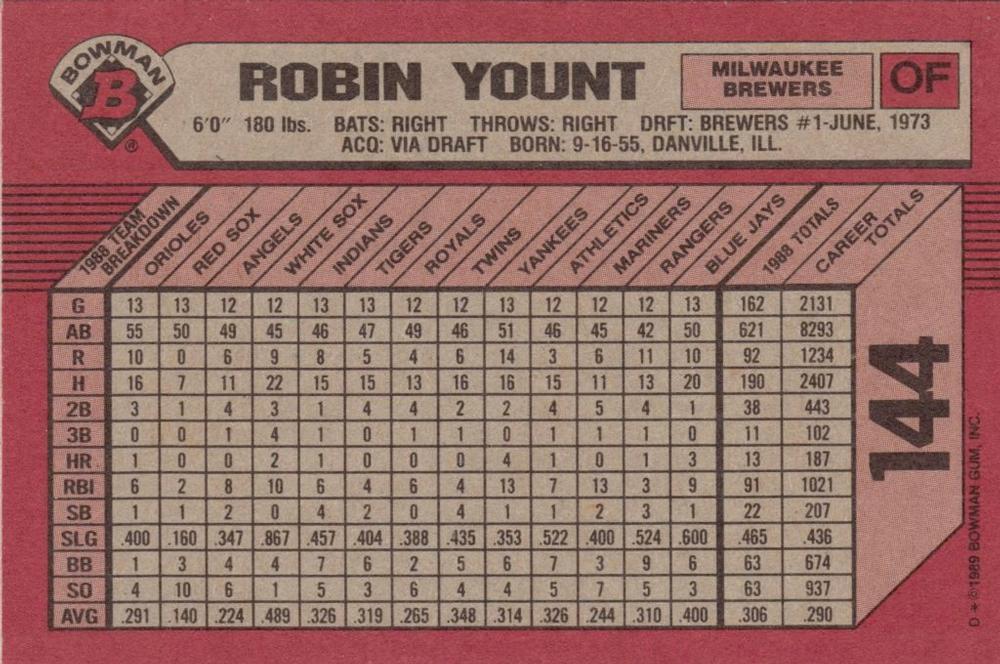 BOWMAN
B
®
ROBIN YOUNT
MILWAUKEE
BREWERS
OF
6'0" 180 lbs. BATS: RIGHT THROWS: RIGHT DRFT: BREWERS #1-JUNE, 1973
ACQ: VIA DRAFT BORN: 9-16-55, DANVILLE, ILL.
1988 TEAM
BREAKDOWN
ORIOLES
RED SOX
ANGELS
WHITE SOX
INDIANS
TIGERS
ROYALS
TWINS
YANKEES
ATHLETICS
MARINERS
RANGERS
BLUE JAYS
1988 TOTALS
CAREER
TOTALS
G 13 13 12 12 13 13 12 12 13 12 12 12 13 162 2131
AB 55 50 49 45 46 47 49 46 51 46 45 42 50 621 8293
R 10 0 6 9 8 5 4 6 14 3 6 11 10 92 1234
H 16 7 11 22 15 15 13 16 16 15 11 13 20 190 2407
2B 3 1 4 3 1 4 4 2 2 4 5 4 1 38 443
3B 0 0 1 4 1 0 1 1 0 1 1 1 0 11 102
HR 1 0 0 2 1 0 0 0 4 1 0 1 3 13 187
RBI 6 2 8 10 6 4 6 4 13 7 13 3 9 91 1021
SB 1 1 2 0 4 2 0 4 1 1 2 3 1 22 207
SLG .400 .160 .347 .867 .457 .404 .388 .435 .353 .522 .400 .524 .600 .465 .436
BB 1 3 4 4 7 6 2 5 6 7 3 9 6 63 674
SO 4 10 6 5 3 6 4 4 5 7 5 3 63 937
AVG .291 .140 .224 .489 .326 .319 .265 .348 .314 .326 .244 .310 .400 .306 .290
144
D * © 1989 BOWMAN GUM, INC.